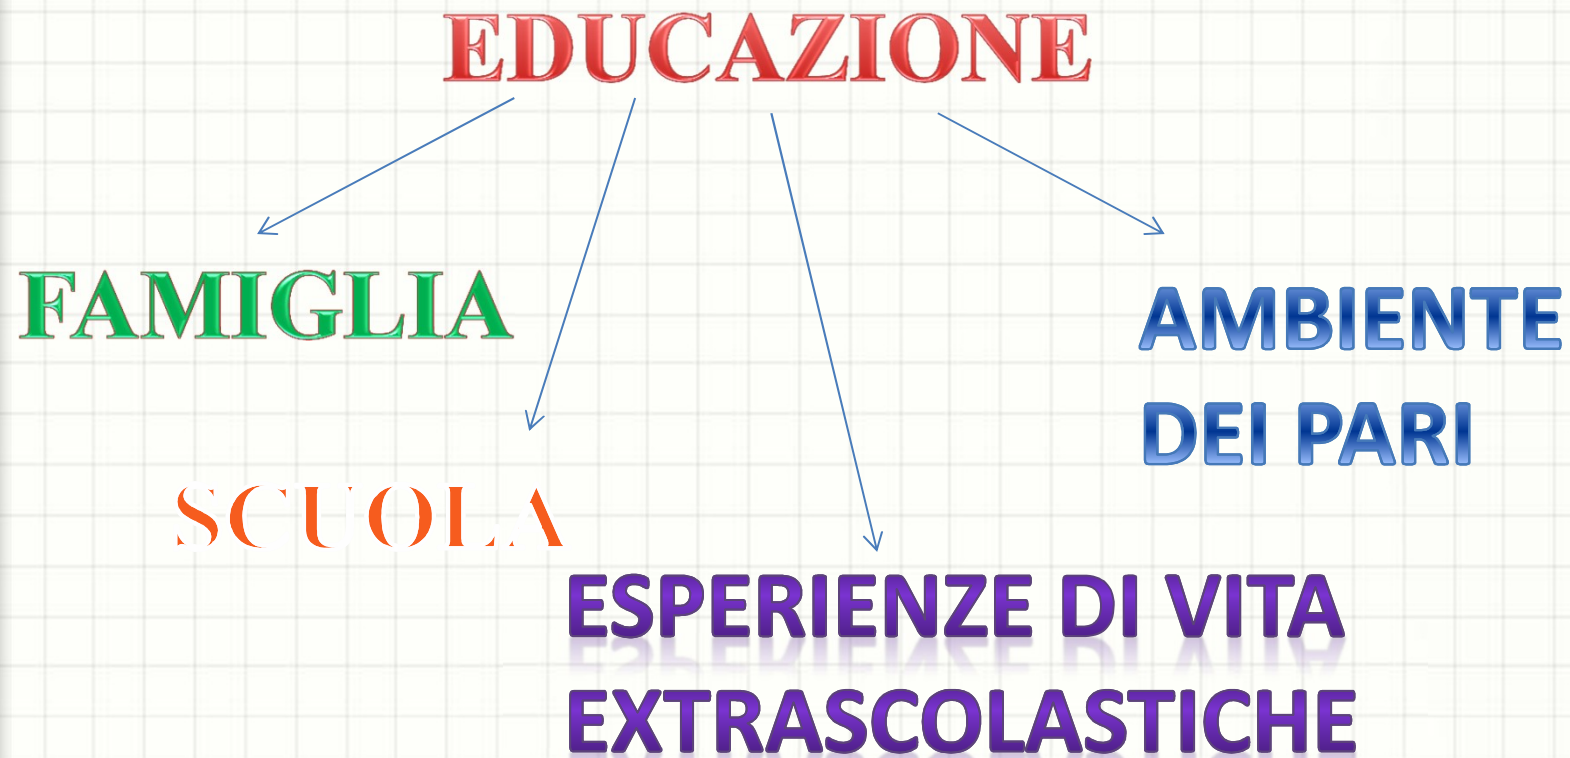 EDUCAZIONE
FAMIGLIA
AMBIENTE
DEI PARI
SCUOLA
ESPERIENZE DI VITA
EXTRASCOLASTICHE